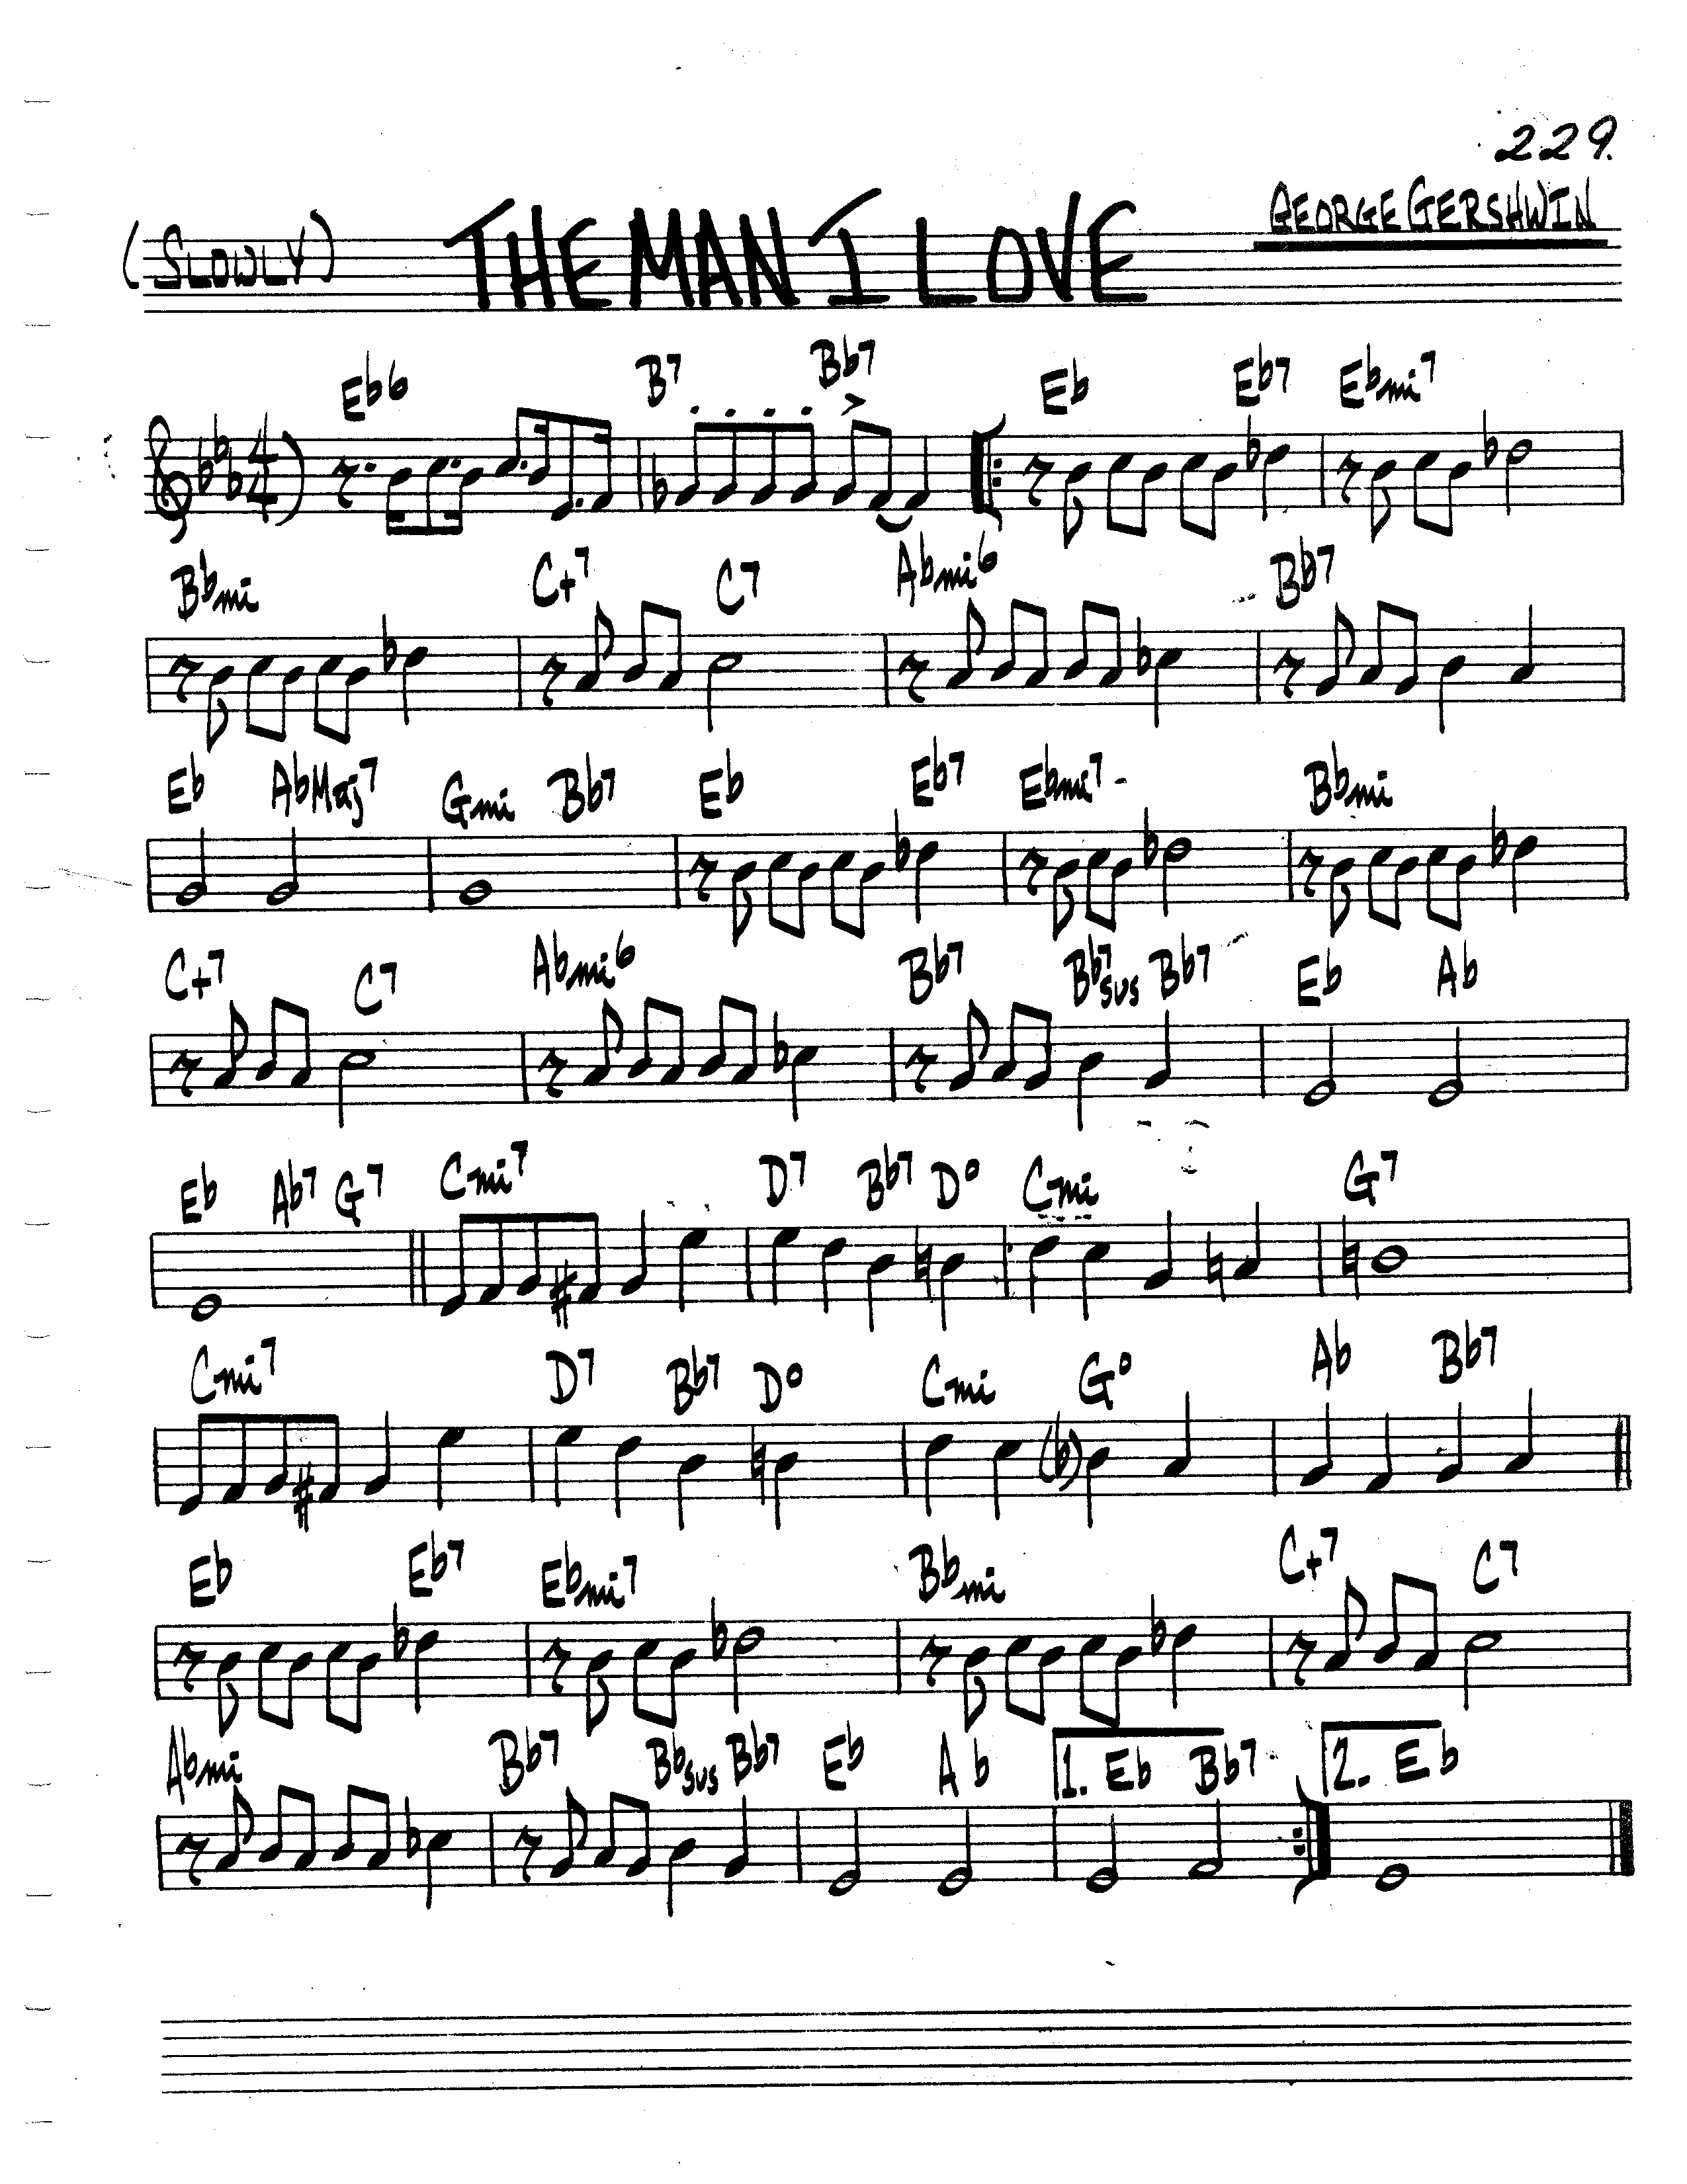 229.
(SLOWLY) THE MAN I LOVE GEORGE GERSHWIN
Eb6 B7 Bb7 Eb Eb7 Ebmi7
4/4
Bbmi C+7 C7 Abmi6 Bb7
Eb AbMaj7 Gmi Bb7 Eb Eb7 Ebmi7 Bbmi
C+7 C7 Abmi6 Bb7 Bb7sus Bb7 Eb Ab
Eb Ab7 G7 Cmi7 D7 Bb7 D° Cmi G7
Cmi7 D7 Bb7 D° Cmi G° Ab Bb7
(b)
Eb Eb7 Ebmi7 Bbmi C+7 C7
Abmi Bb7 Bbsus Bb7 Eb Ab 1. Eb Bb7 2. Eb